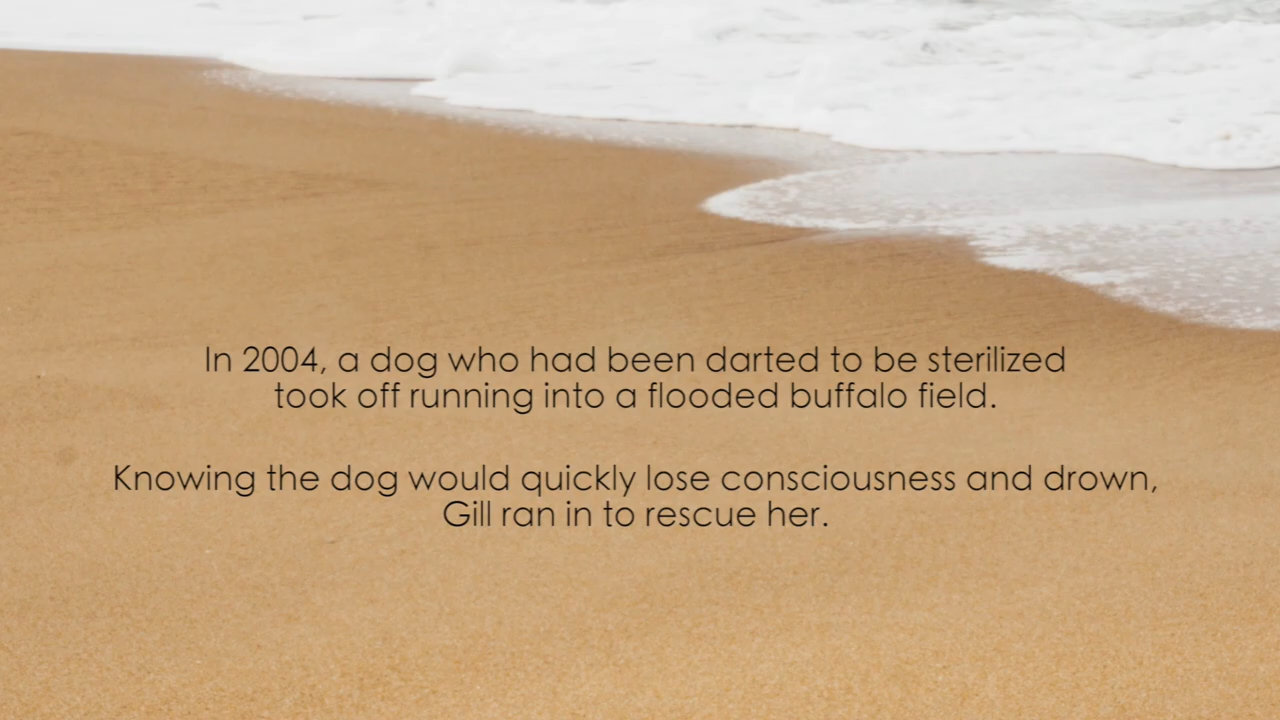 In 2004, a dog who had been darted to be sterilized
took off running into a flooded buffalo field.
Knowing the dog would quickly lose consciousness and drown,
Gill ran in to rescue her.